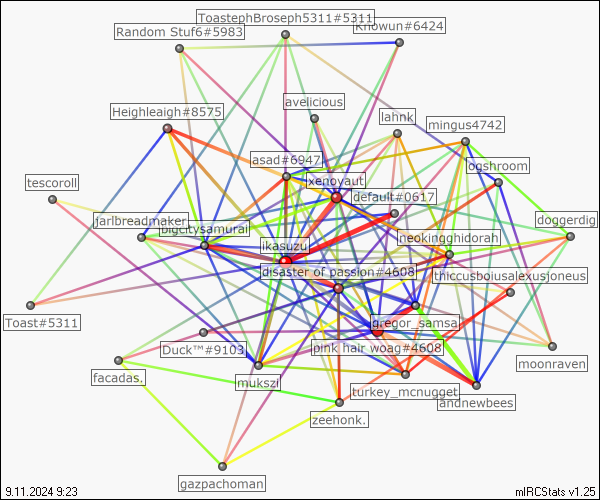 ToastephBroseph5311#5311
Random Stuf6#5983
Knowun#6424
avelicious
Heighleaigh#8575
lahnk
mingus4742
asad#6947
ogshroom
xenoyaut
tescoroll
default#0617
jarlbreadmaker
doggerdig
bigcitysamurai
neokingghidorah
ikasuzu
disaster of passion#4608
thiccusboiusalexusjoneus
Toast#5311
gregor_samsa
Duck™#9103
pink hair woag#4608
moonraven
facadas.
mukszi
turkey_mcnugget
andnewbees
zeehonk.
gazpachoman
9.11.2024 9:23
mIRCStats v1.25